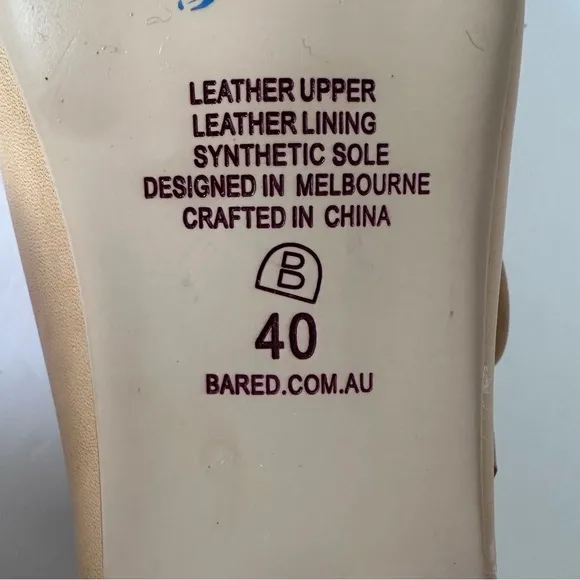 LEATHER UPPER
LEATHER LINING
SYNTHETIC SOLE
DESIGNED IN MELBOURNE
CRAFTED IN CHINA
B
40
BARED.COM.AU